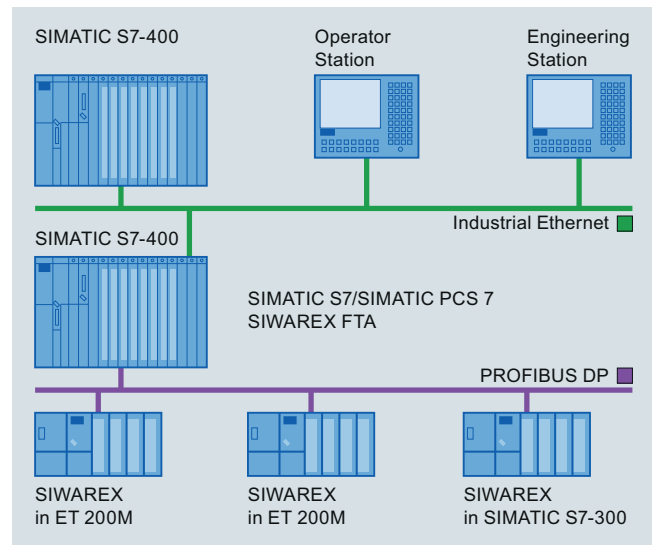 SIMATIC S7-400
Operator
Station
Engineering
Station
Industrial Ethernet
SIMATIC S7-400
SIMATIC S7/SIMATIC PCS 7
SIWAREX FTA
PROFIBUS DP
SIWAREX
in ET 200M
SIWAREX
in ET 200M
SIWAREX
in SIMATIC S7-300